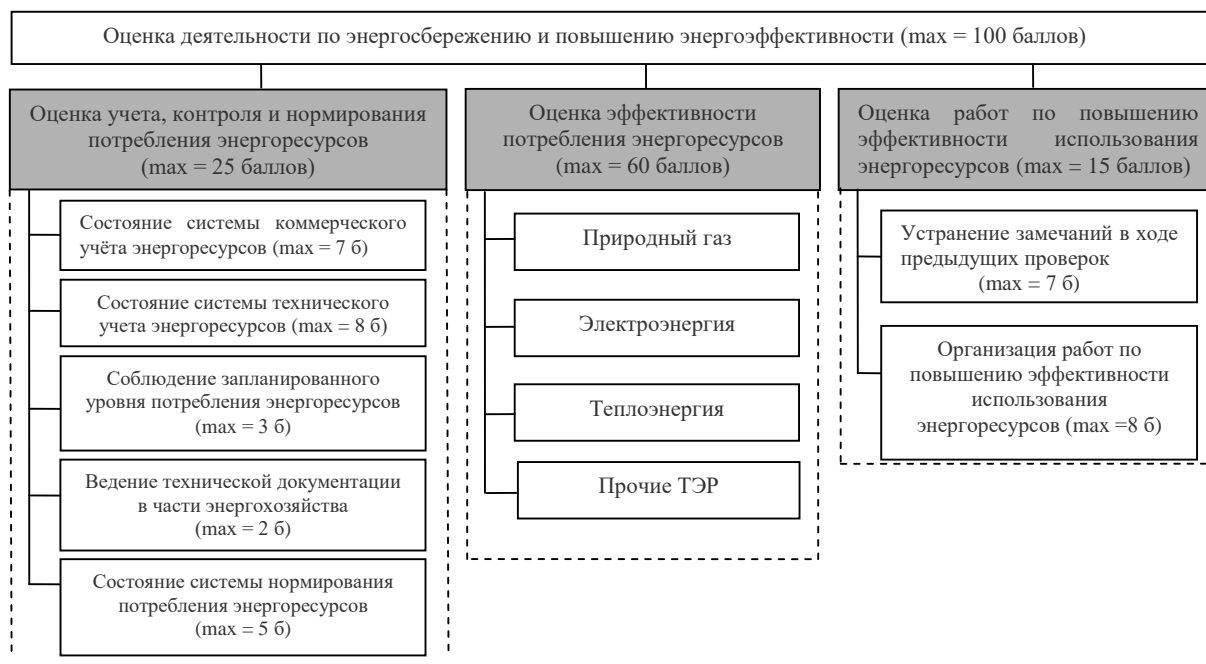 Оценка деятельности по энергосбережению и повышению энергоэффективности (max = 100 баллов)
Оценка учета, контроля и нормирования
потребления энергоресурсов
(max = 25 баллов)
Состояние системы коммерческого
учёта энергоресурсов (max = 7 б)
Состояние системы технического
учета энергоресурсов (max = 8 б)
Соблюдение запланированного
уровня потребления энергоресурсов
(max = 3 б)
Ведение технической документации
в части энергохозяйства
(max = 2 б)
Состояние системы нормирования
потребления энергоресурсов
(max = 5 б)
Оценка эффективности
потребления энергоресурсов
(max = 60 баллов)
Природный газ
Электроэнергия
Теплоэнергия
Прочие ТЭР
Оценка работ по повышению
эффективности использования
энергоресурсов (max = 15 баллов)
Устранение замечаний в ходе
предыдущих проверок
(max = 7 б)
Организация работ по
повышению эффективности
использования
энергоресурсов (max =8 б)